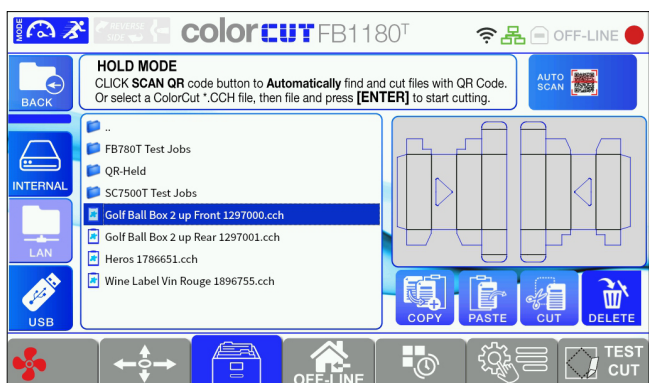 MODE
REVERSE
SIDE
colorCUT FB1180T
OFF-LINE
BACK
HOLD MODE
CLICK SCAN QR code button to Automatically find and
and cut files with QR Code.
Or select a ColorCut *.CCH file, then file and press [ENTER] to start cutting.
AUTO
SCAN
INTERNAL
LAN
USB
..
FB780T Test Jobs
QR-Held
SC7500T Test Jobs
Golf Ball Box 2 up Front 1297000.cch
Golf Ball Box 2 up Rear 1297001.cch
Heros 1786651.cch
Wine Label Vin Rouge 1896755.cch
COPY
PASTE
CUT
DELETE
OFF-LINE
TEST
CUT